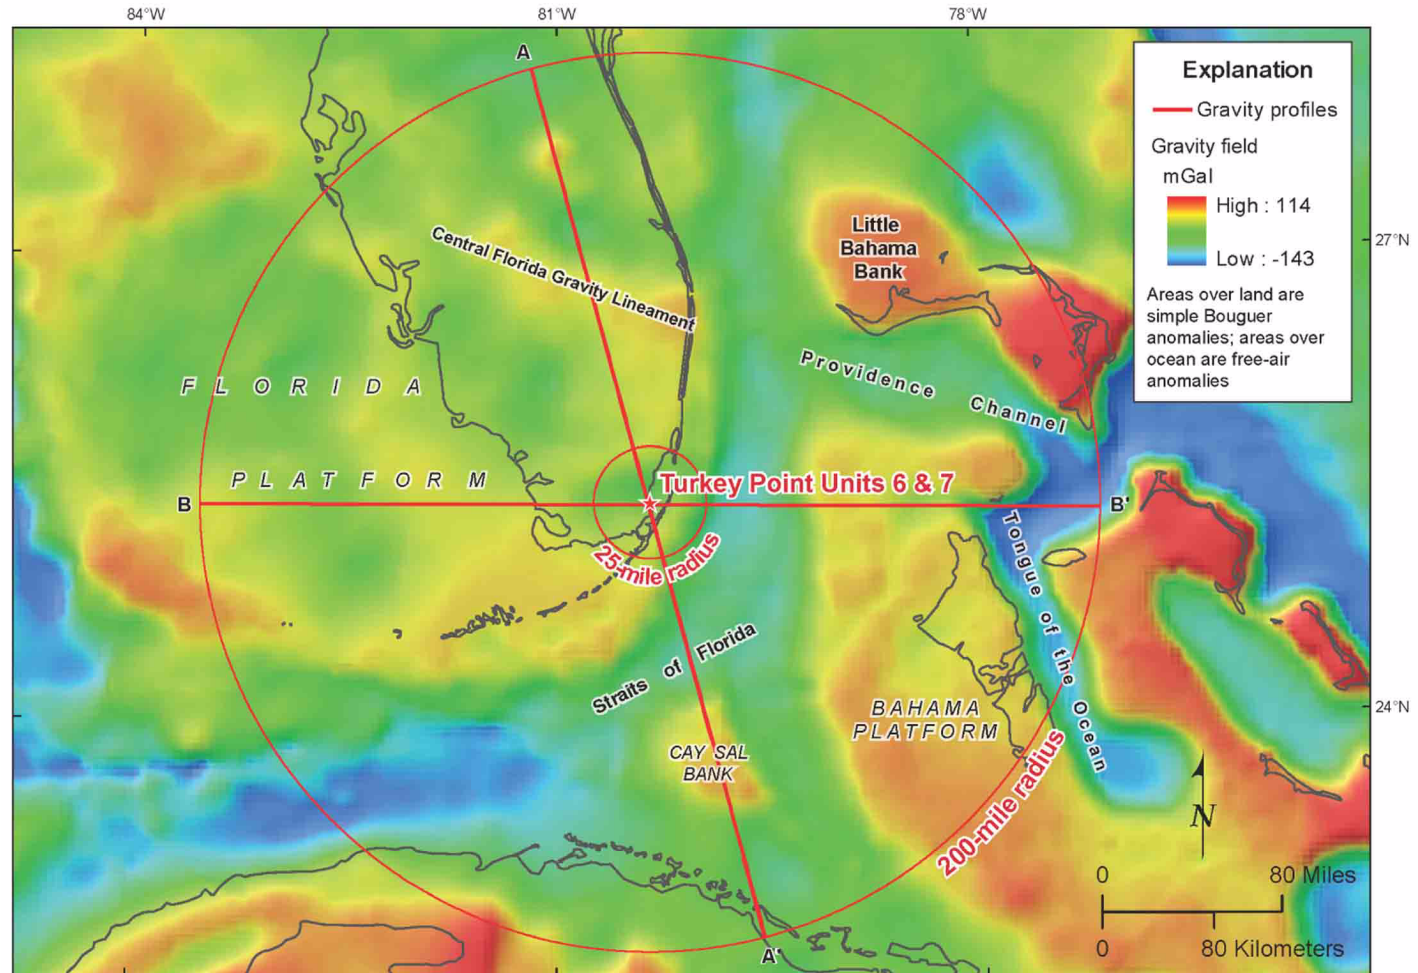 84°W
81°W
78°W
A
Explanation
Gravity profiles
Gravity field
mGal
High : 114
Low : -143
Areas over land are
simple Bouguer
anomalies; areas over
ocean are free-air
anomalies
27°N
Little
Bahama
Bank
Central Florida Gravity Lineament
Providence Channel
FLORIDA
PLATFORM
Turkey Point Units 6 & 7
B
B'
25-mile radius
Tongue of the Ocean
Straits of Florida
BAHAMA
PLATFORM
24°N
CAY SAL
BANK
200-mile radius
N
0 80 Miles
0 80 Kilometers
A'